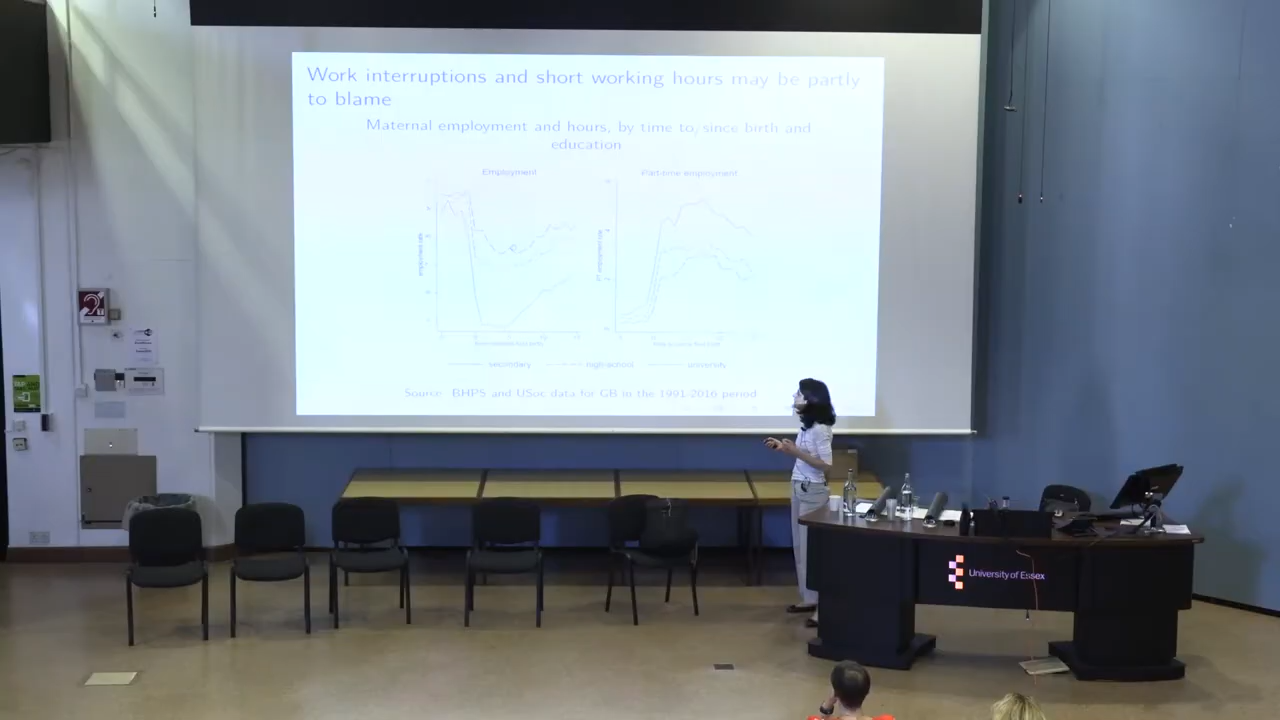 Work interruptions and short working hours may be partly
to blame
Maternal employment and hours, by time to/since birth and
education
Employment
Part-time employment
secondary
high-school
university
Source: BHPS and USoc data for GB in the 1991-2016 period
University of Essex